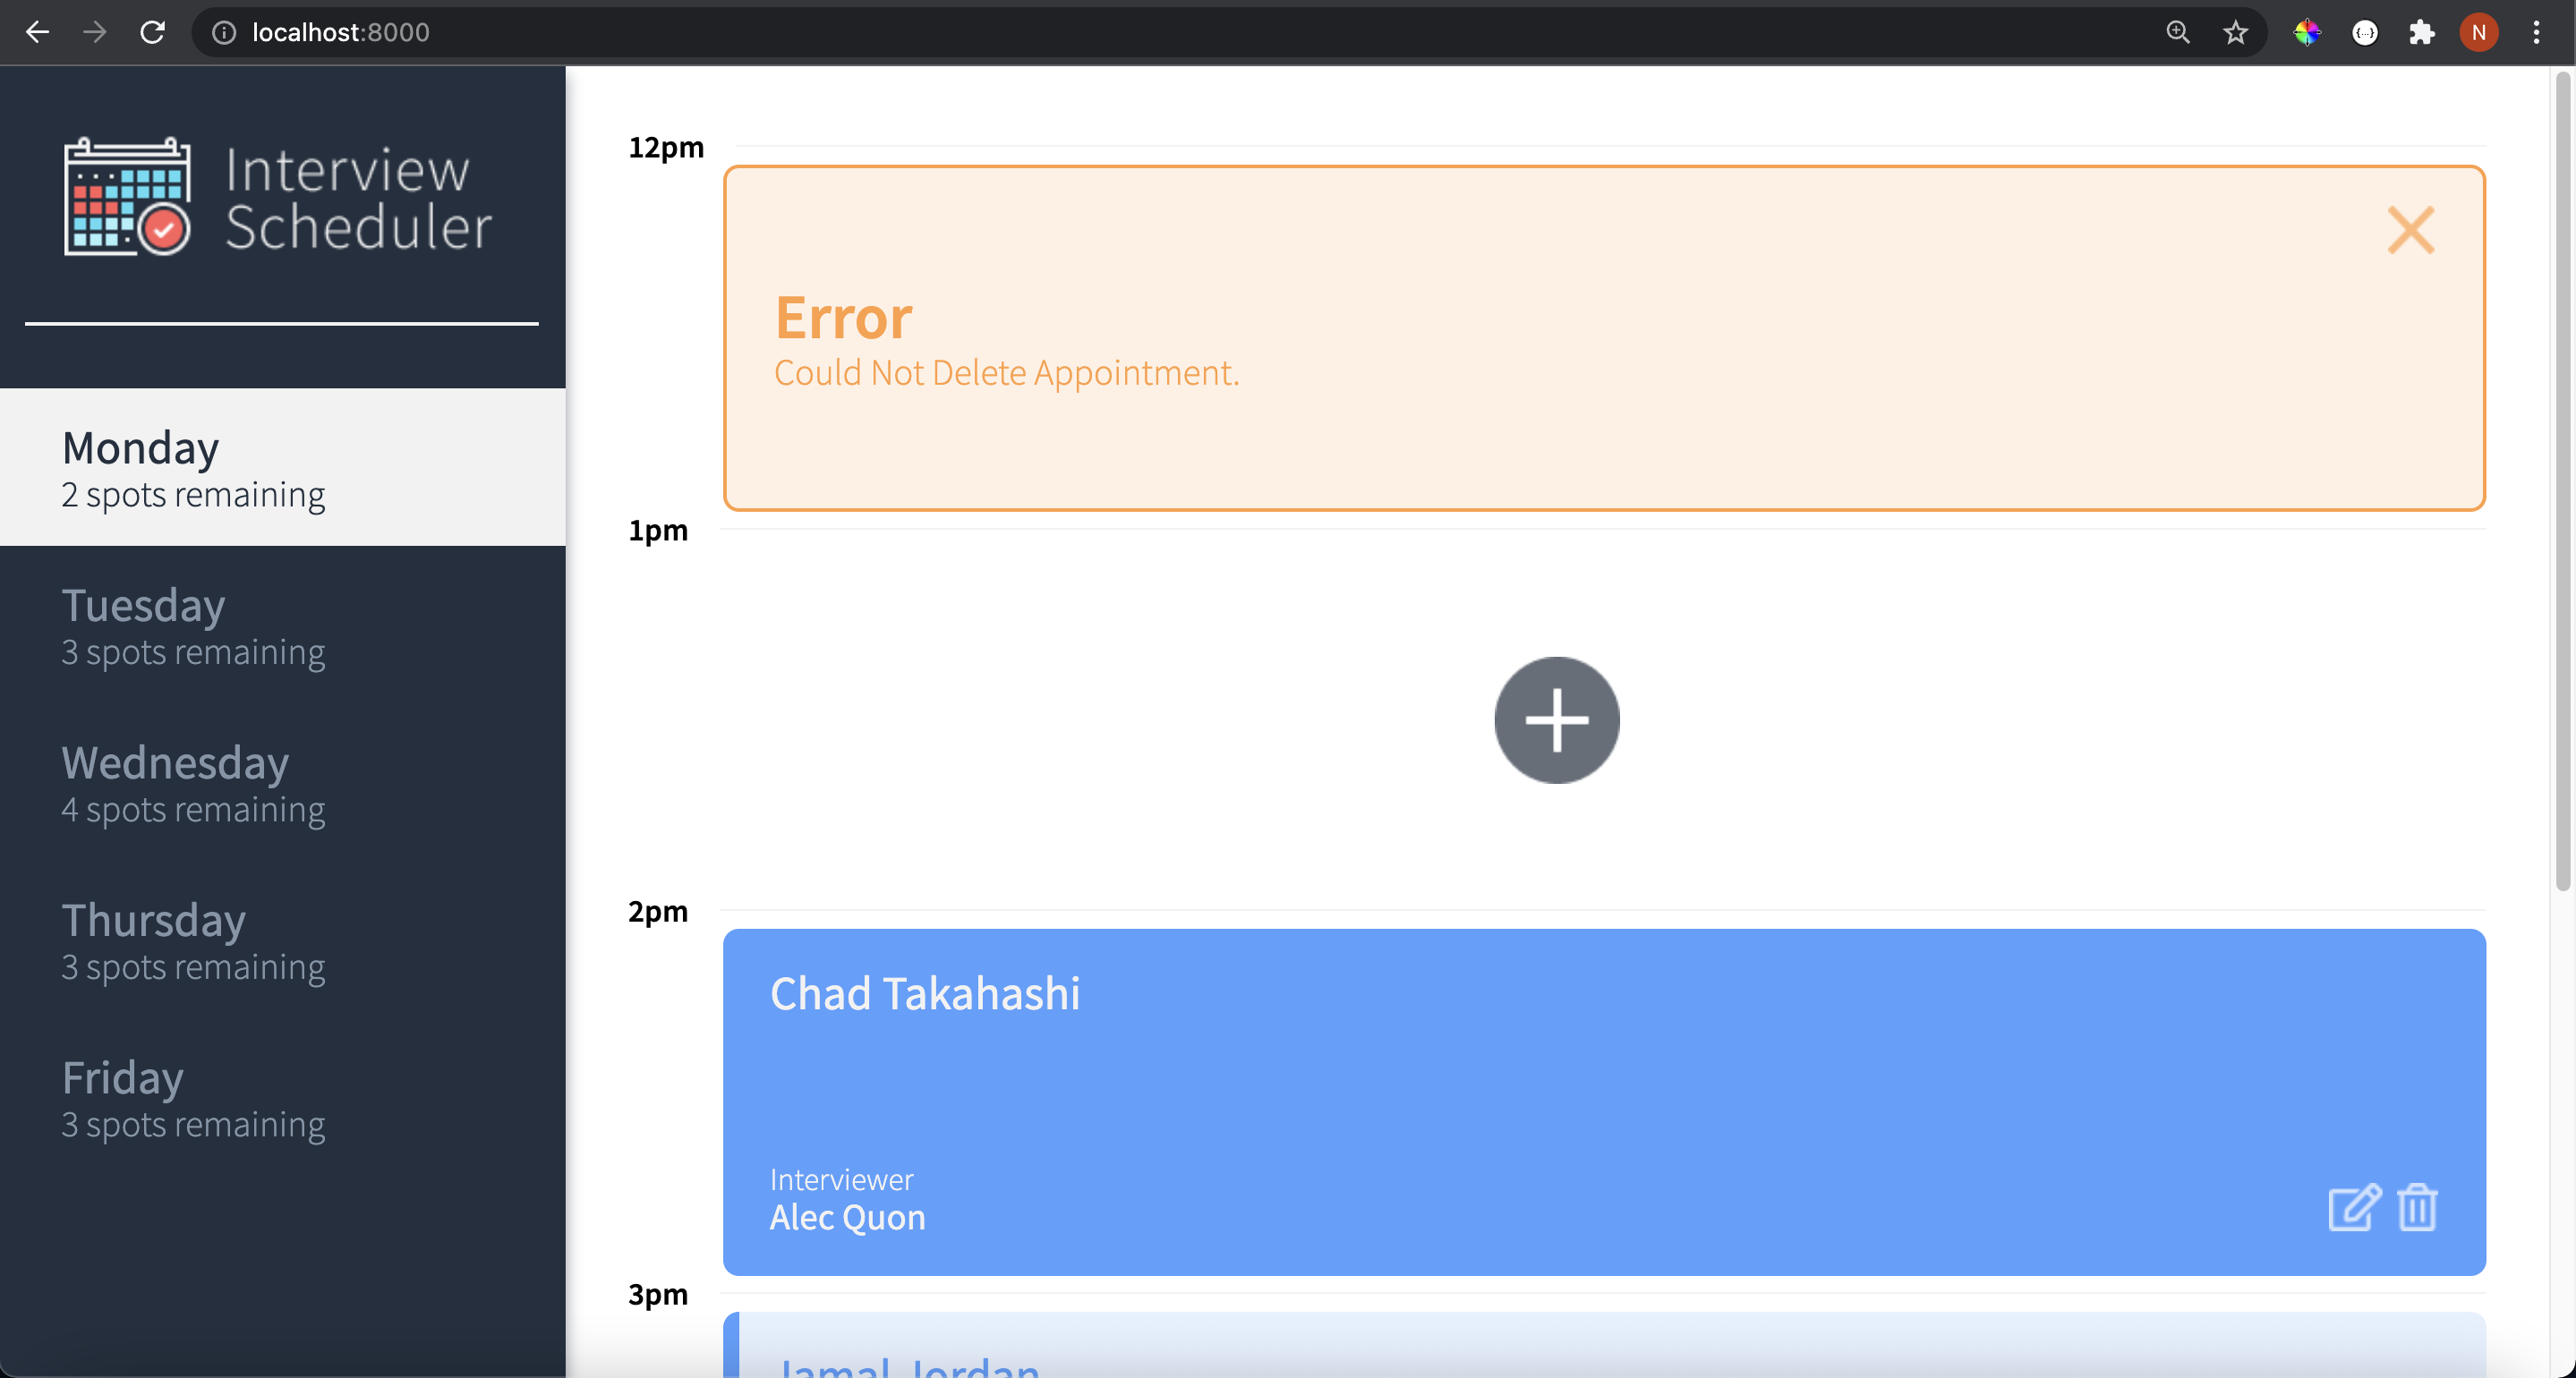 localhost:8000
N
Interview
Scheduler
Monday
2 spots remaining
Tuesday
3 spots remaining
Wednesday
4 spots remaining
Thursday
3 spots remaining
Friday
3 spots remaining
12pm
Error
Could Not Delete Appointment.
1pm
2pm
Chad Takahashi
Interviewer
Alec Quon
3pm
Jamal Jordan